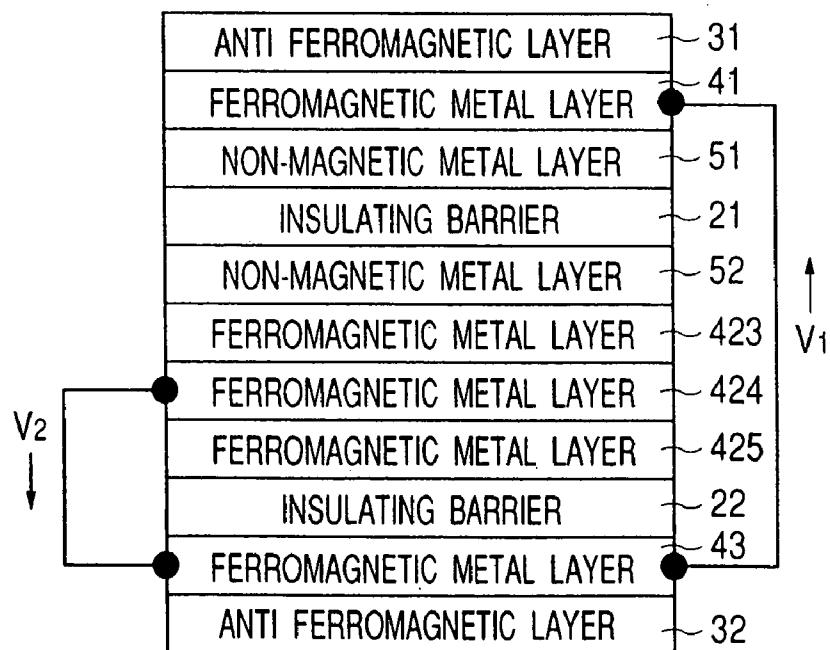 ANTI FERROMAGNETIC LAYER 31
41
FERROMAGNETIC METAL LAYER
NON-MAGNETIC METAL LAYER 51
INSULATING BARRIER 21
NON-MAGNETIC METAL LAYER 52
FERROMAGNETIC METAL LAYER 423
V1
FERROMAGNETIC METAL LAYER 424
V2
FERROMAGNETIC METAL LAYER 425
INSULATING BARRIER 22
43
FERROMAGNETIC METAL LAYER
ANTI FERROMAGNETIC LAYER 32